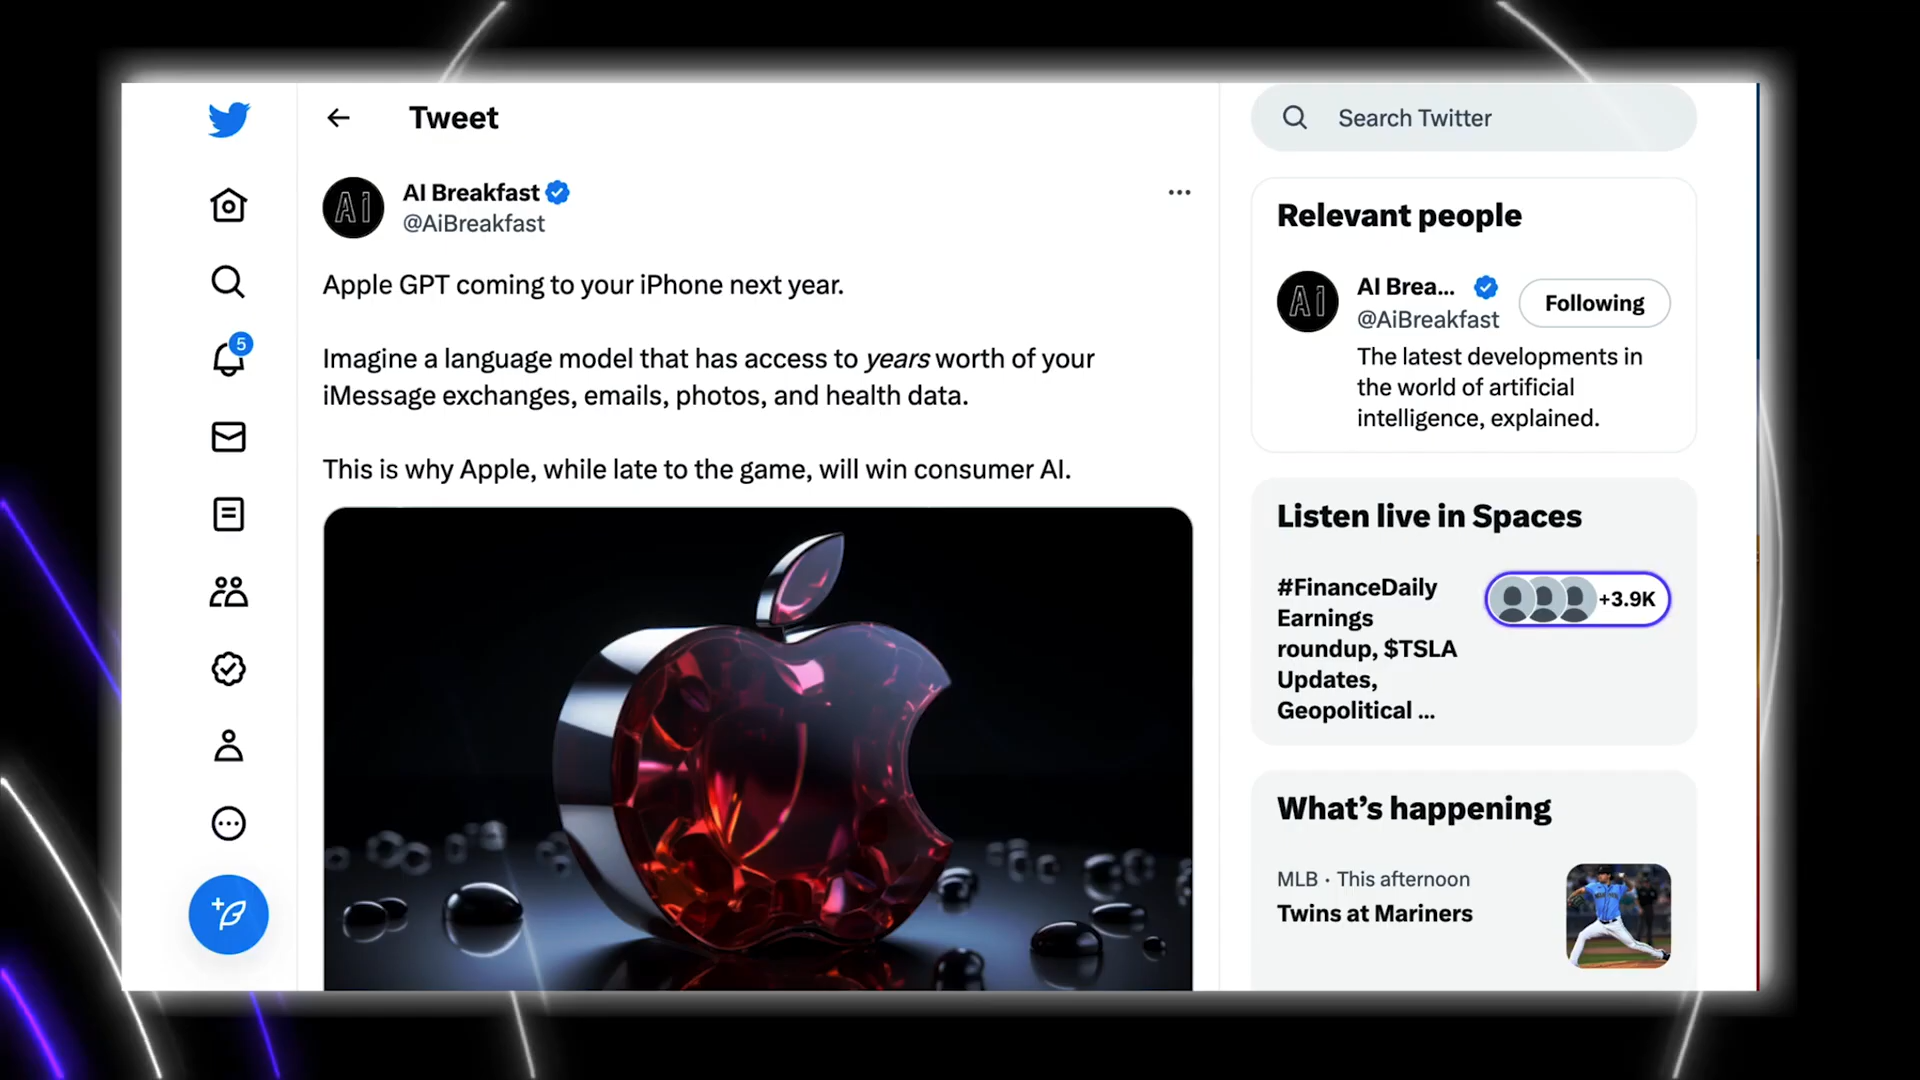 Tweet
AI Breakfast
@AiBreakfast
Apple GPT coming to your iPhone next year.
Imagine a language model that has access to years worth of your
iMessage exchanges, emails, photos, and health data.
This is why Apple, while late to the game, will win consumer AI.
5
Search Twitter
Relevant people
AI Brea...
@AiBreakfast
Following
The latest developments in
the world of artificial
intelligence, explained.
Listen live in Spaces
#FinanceDaily
Earnings
roundup, $TSLA
Updates,
Geopolitical ...
+3.9K
What’s happening
MLB · This afternoon
Twins at Mariners